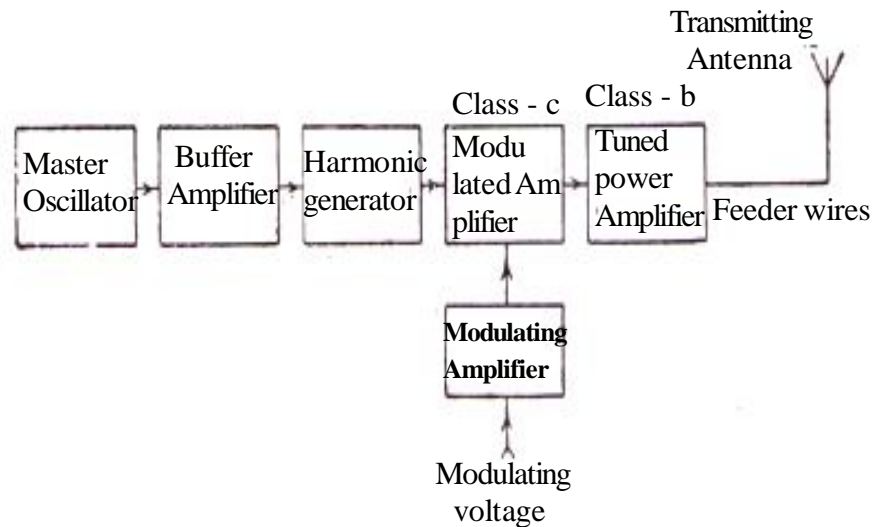 Transmitting
Antenna
Class - c
Class - b
Master
Oscillator
Buffer
Amplifier
Harmonic
generator
Modu
lated Am
plifier
Tuned
power
Amplifier
Feeder wires
Modulating
Amplifier
Modulating
voltage